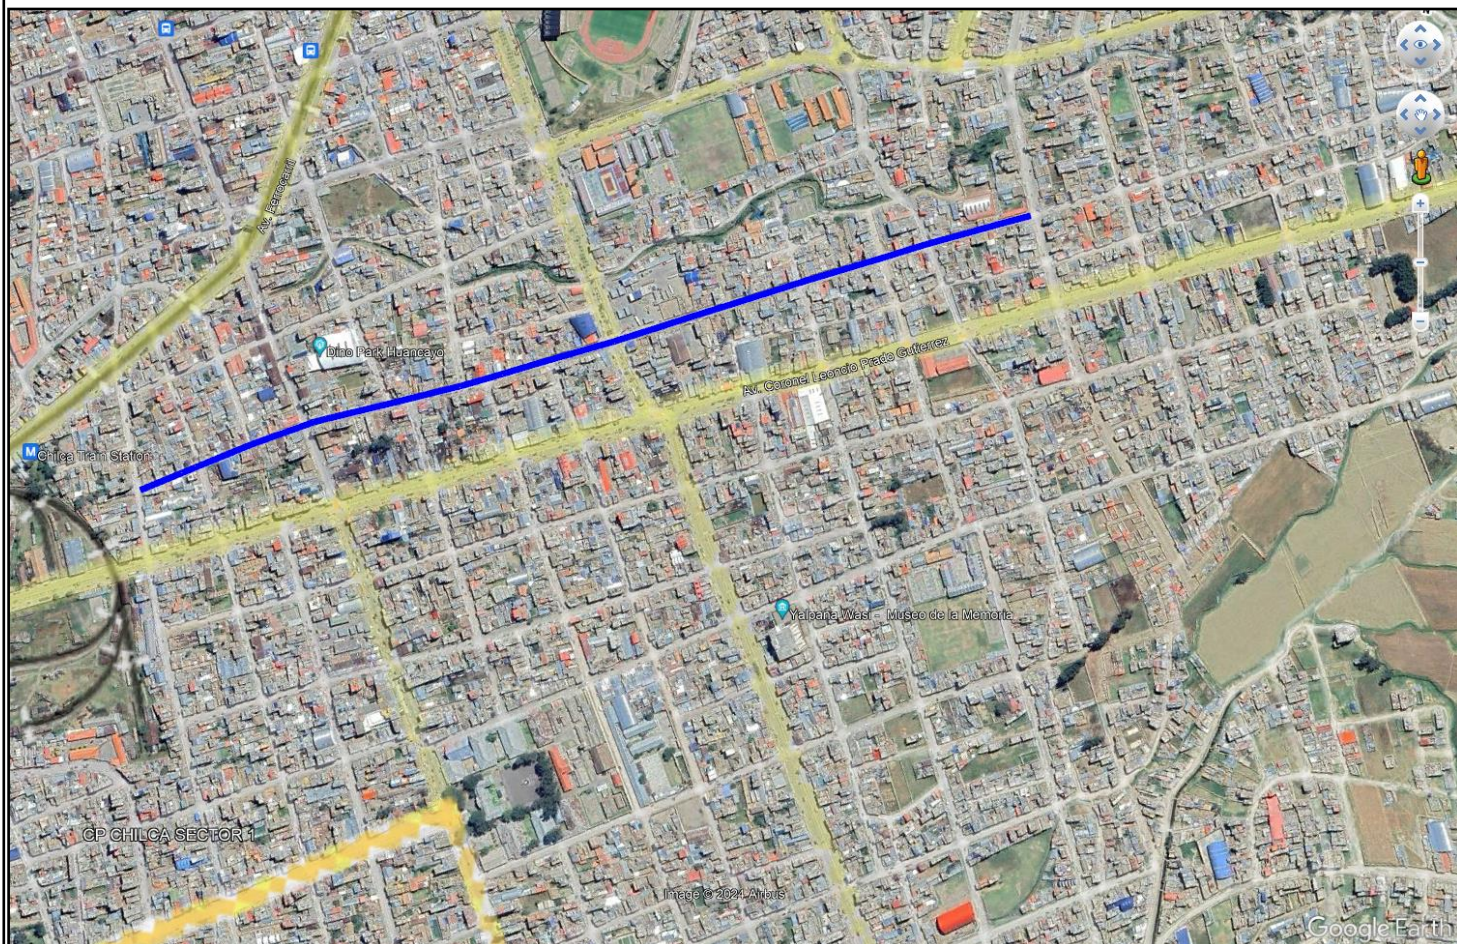 Av. Ferrocarril
Dino Park Huancayo
Av. Coronel Leoncio Prado Gutierrez
M
Chilca Train Station
Yalpana Wasi - Museo de la Memoria
CP CHILCA SECTOR 1
Image © 2024 Airbus
Google Earth